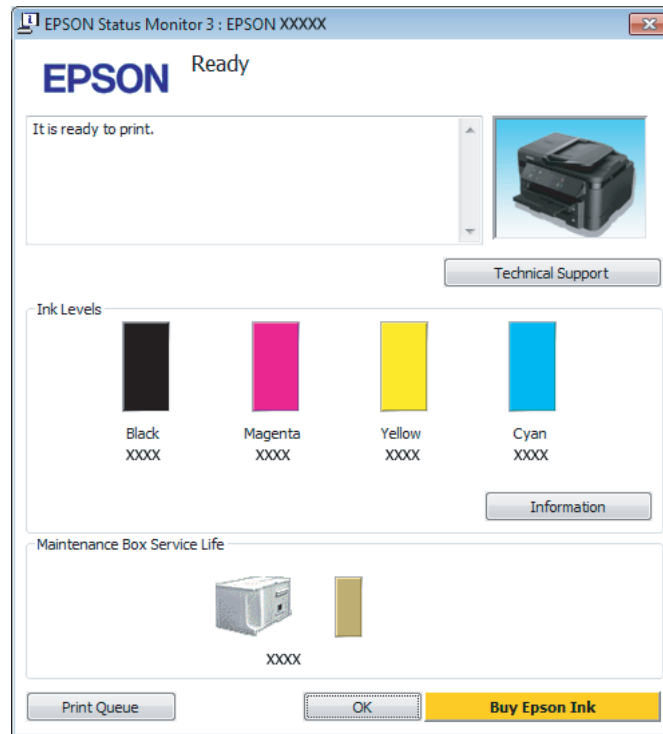 EPSON Status Monitor 3 : EPSON XXXXX
EPSON
Ready
It is ready to print.
Technical Support
Ink Levels
Black Magenta Yellow Cyan
XXXX XXXX XXXX XXXX
Information
Maintenance Box Service Life
XXXX
Print Queue OK Buy Epson Ink